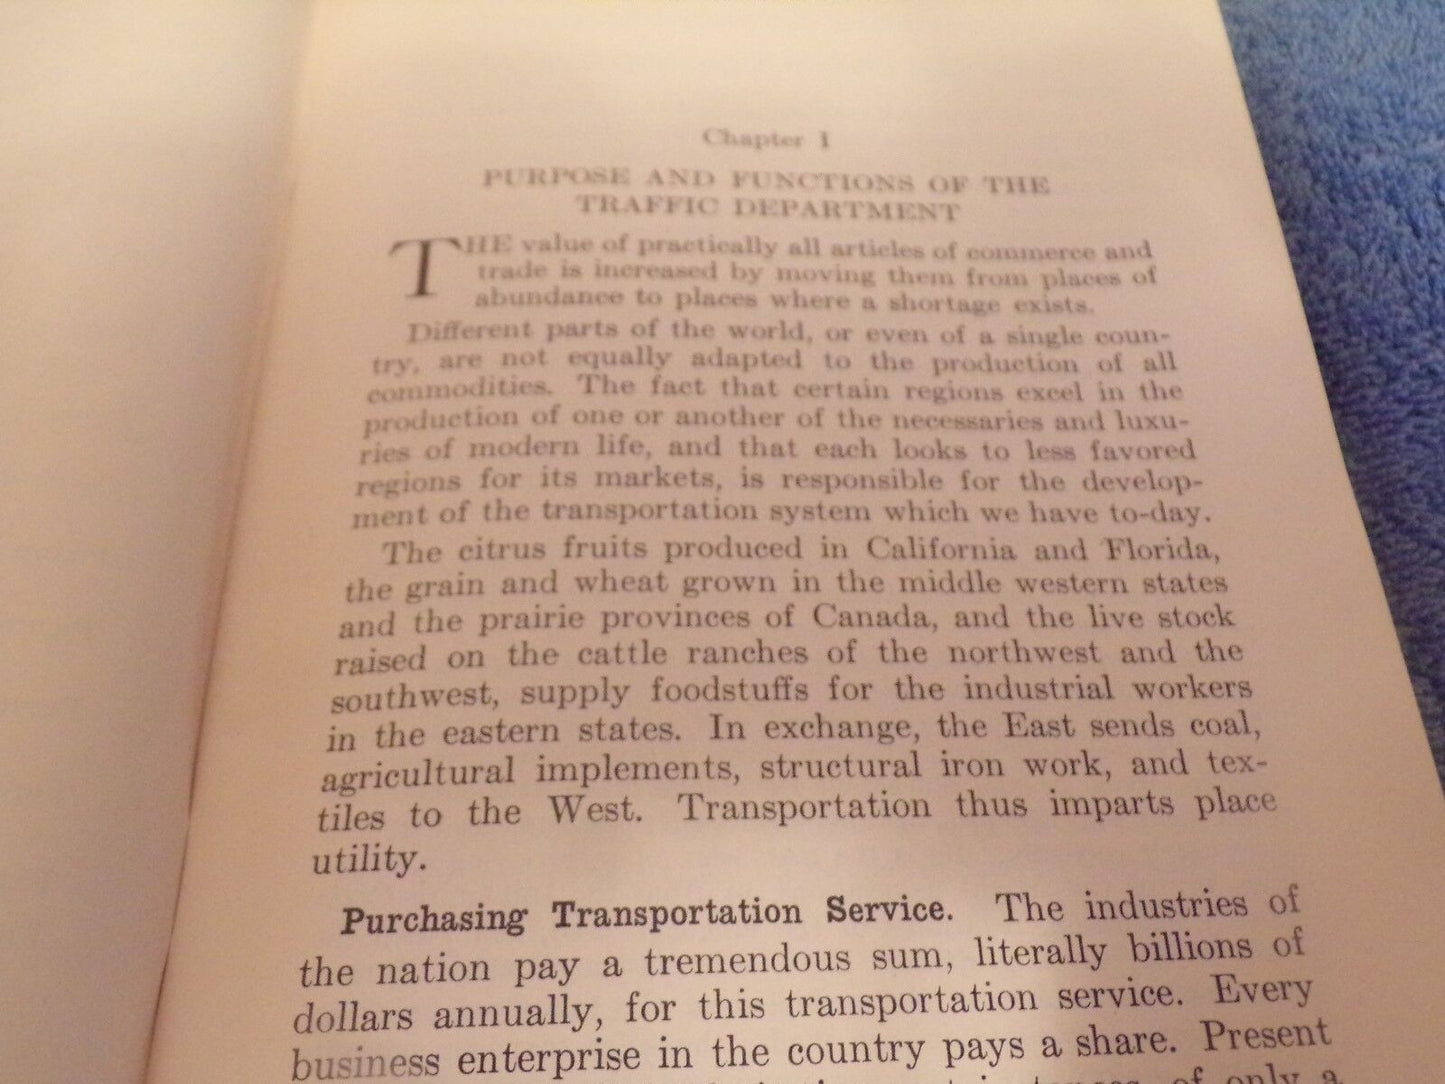 Chapter I
PURPOSE AND FUNCTIONS OF THE
TRAFFIC DEPARTMENT
THE value of practically all articles of commerce and
trade is increased by moving them from places of
abundance to places where a shortage exists.
Different parts of the world, or even of a single coun-
try, are not equally adapted to the production of all
commodities. The fact that certain regions excel in the
production of one or another of the necessaries and luxu-
ries of modern life, and that each looks to less favored
regions for its markets, is responsible for the develop-
ment of the transportation system which we have to-day.
The citrus fruits produced in California and Florida,
the grain and wheat grown in the middle western states
and the prairie provinces of Canada, and the live stock
raised on the cattle ranches of the northwest and the
southwest, supply foodstuffs for the industrial workers
in the eastern states. In exchange, the East sends coal,
agricultural implements, structural iron work, and tex-
tiles to the West. Transportation thus imparts place
utility.
Purchasing Transportation Service. The industries of
the nation pay a tremendous sum, literally billions of
dollars annually, for this transportation service. Every
business enterprise in the country pays a share. Present
of only a